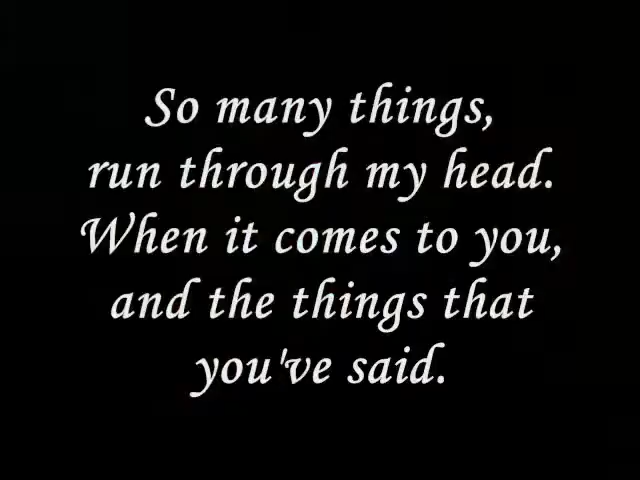 So many things,
run through my head.
When it comes to you,
and the things that
you've said.